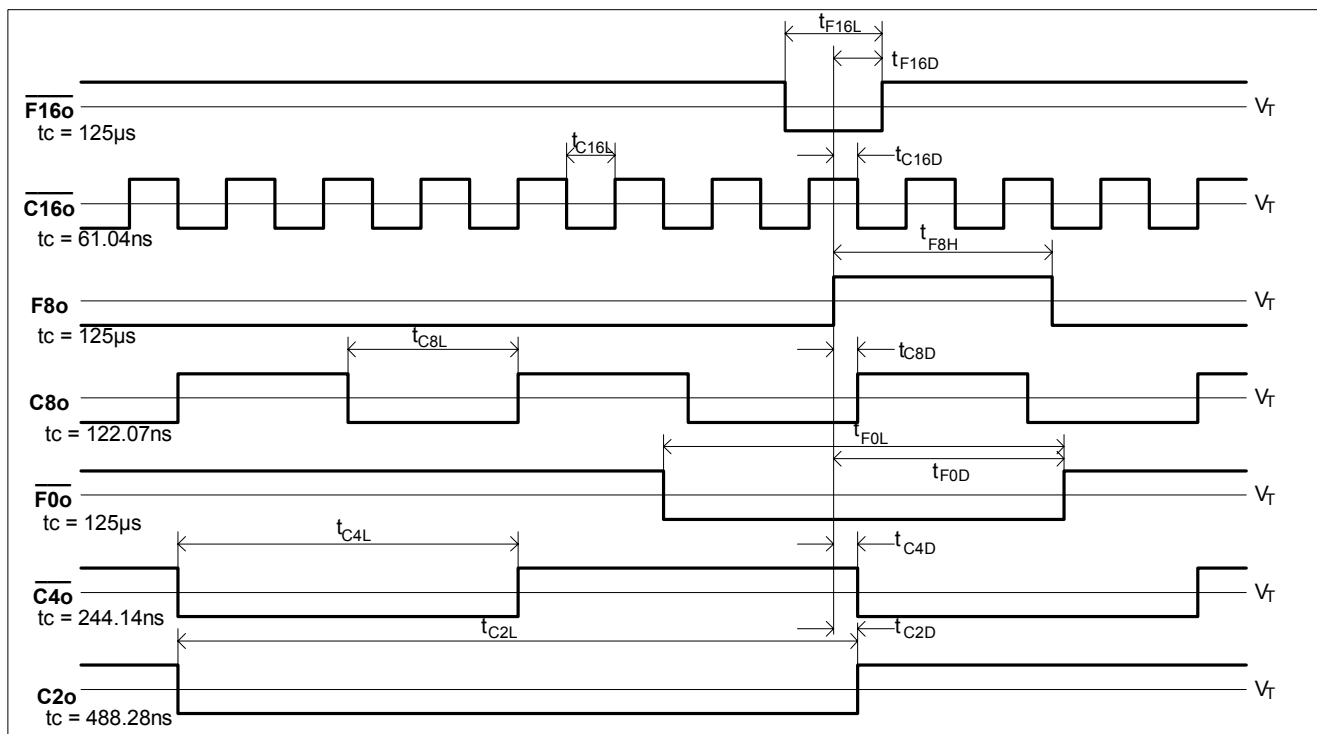 tF16L
tF16D
F16o
VT
tc = 125µs
tC16L
tC16D
C16o
VT
tc = 61.04ns
tF8H
F8o
VT
tc = 125µs
tC8L
tC8D
C8o
VT
tc = 122.07ns
tF0L
tF0D
F0o
VT
tc = 125µs
tC4L
tC4D
C4o
VT
tc = 244.14ns
tC2L
tC2D
C2o
VT
tc = 488.28ns